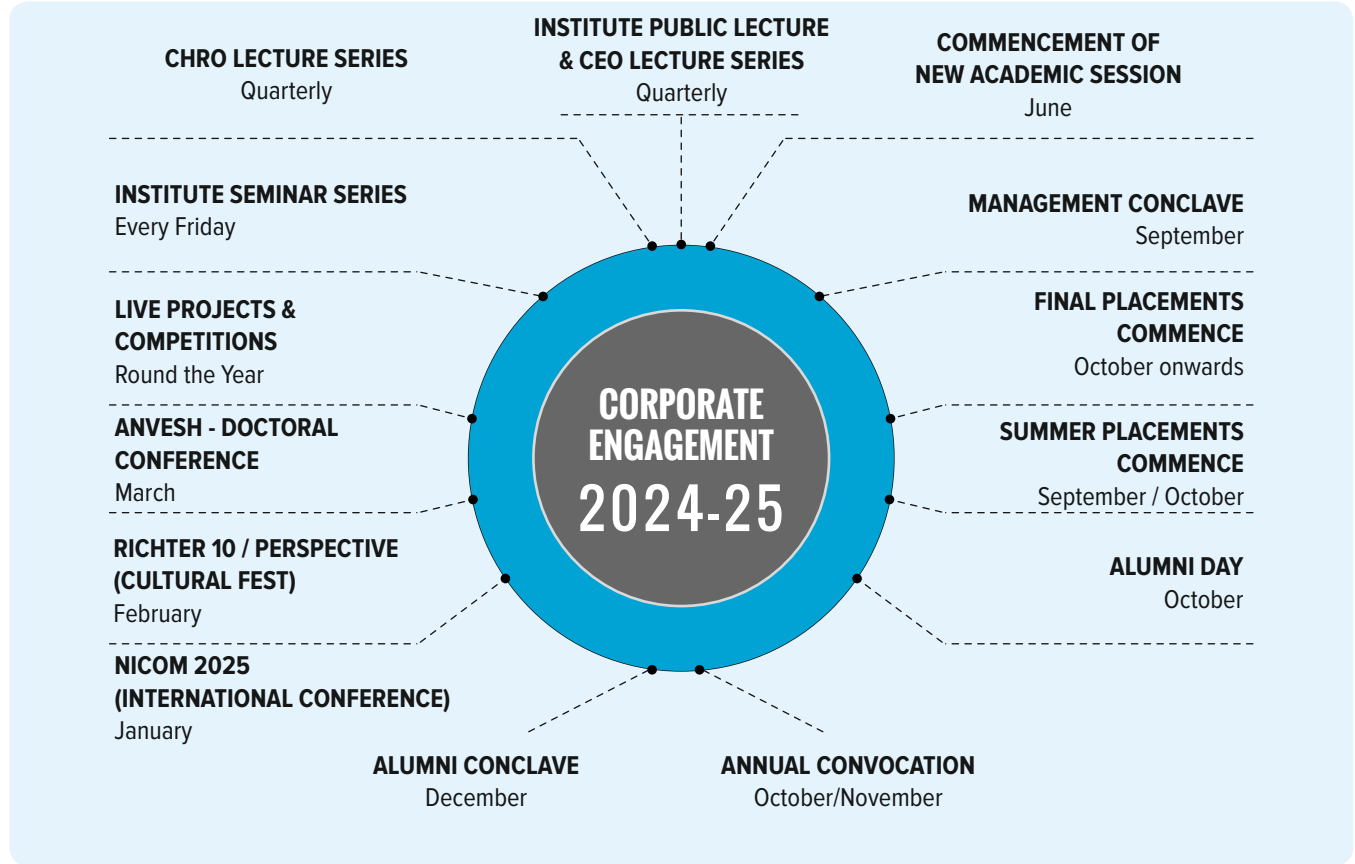 CHRO LECTURE SERIES
Quarterly
INSTITUTE PUBLIC LECTURE
& CEO LECTURE SERIES
Quarterly
COMMENCEMENT OF
NEW ACADEMIC SESSION
June
INSTITUTE SEMINAR SERIES
Every Friday
MANAGEMENT CONCLAVE
September
LIVE PROJECTS &
COMPETITIONS
Round the Year
FINAL PLACEMENTS
COMMENCE
October onwards
CORPORATE
ENGAGEMENT
2024-25
ANVESH - DOCTORAL
CONFERENCE
March
SUMMER PLACEMENTS
COMMENCE
September / October
RICHTER 10 / PERSPECTIVE
(CULTURAL FEST)
February
ALUMNI DAY
October
NICOM 2025
(INTERNATIONAL CONFERENCE)
January
ALUMNI CONCLAVE
December
ANNUAL CONVOCATION
October/November